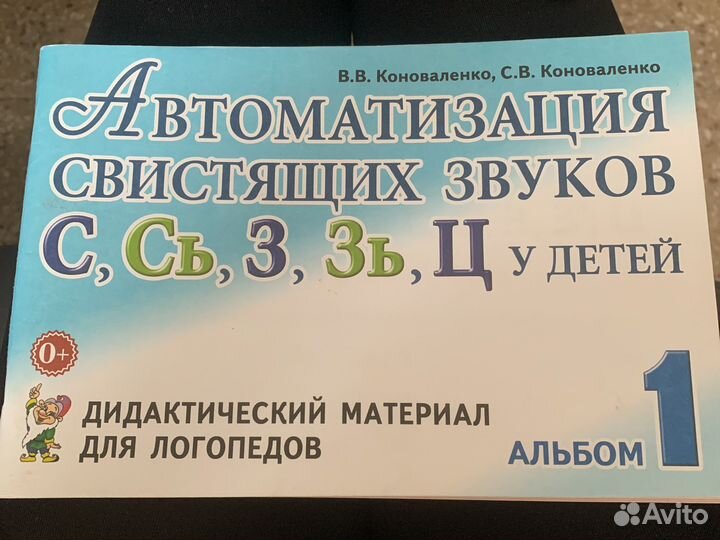 В.В. Коноваленко, С.В. Коноваленко
Автоматизация
свистящих звуков
С, Сь, З, Зь, Ц у детей
0+
ДИДАКТИЧЕСКИЙ МАТЕРИАЛ
ДЛЯ ЛОГОПЕДОВ
АЛЬБОМ 1
Avito